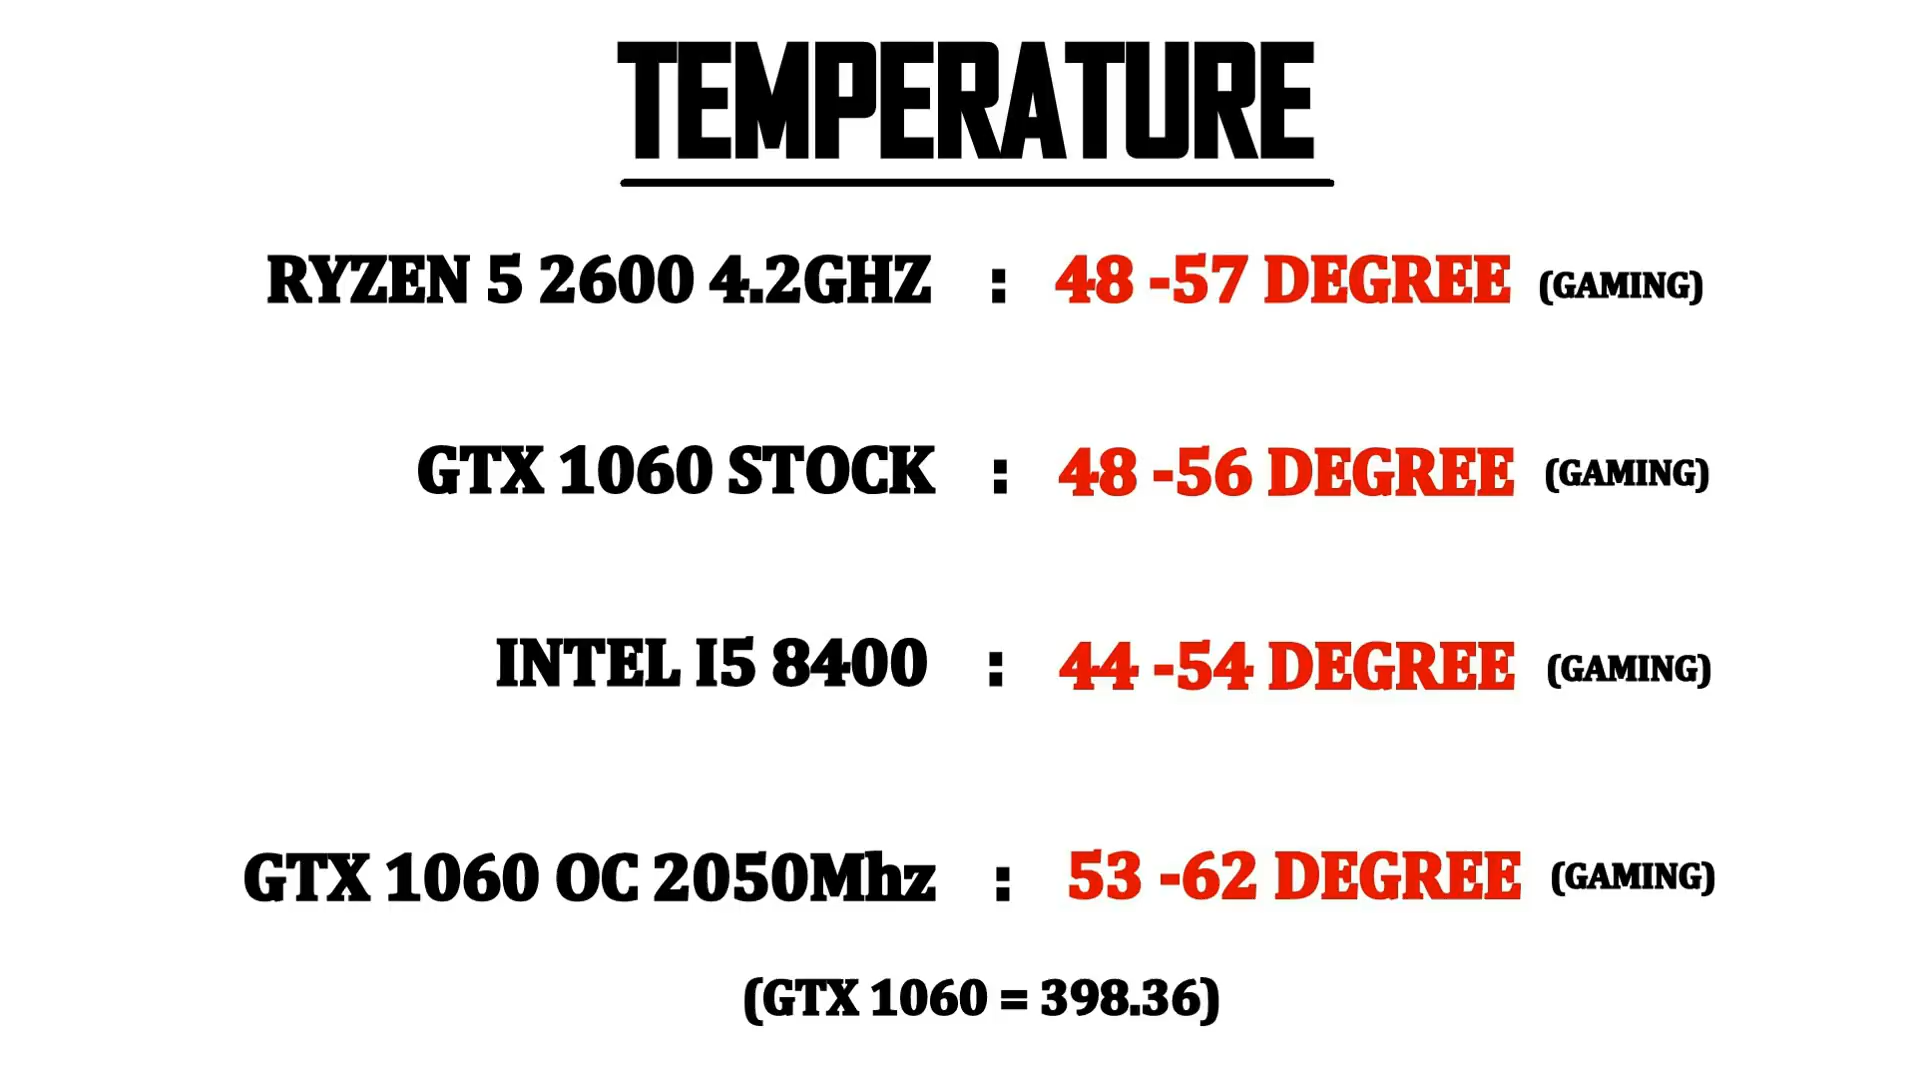 TEMPERATURE
RYZEN 5 2600 4.2GHZ : 48 -57 DEGREE (GAMING)
GTX 1060 STOCK : 48 -56 DEGREE (GAMING)
INTEL I5 8400 : 44 -54 DEGREE (GAMING)
GTX 1060 OC 2050Mhz : 53 -62 DEGREE (GAMING)
(GTX 1060 = 398.36)